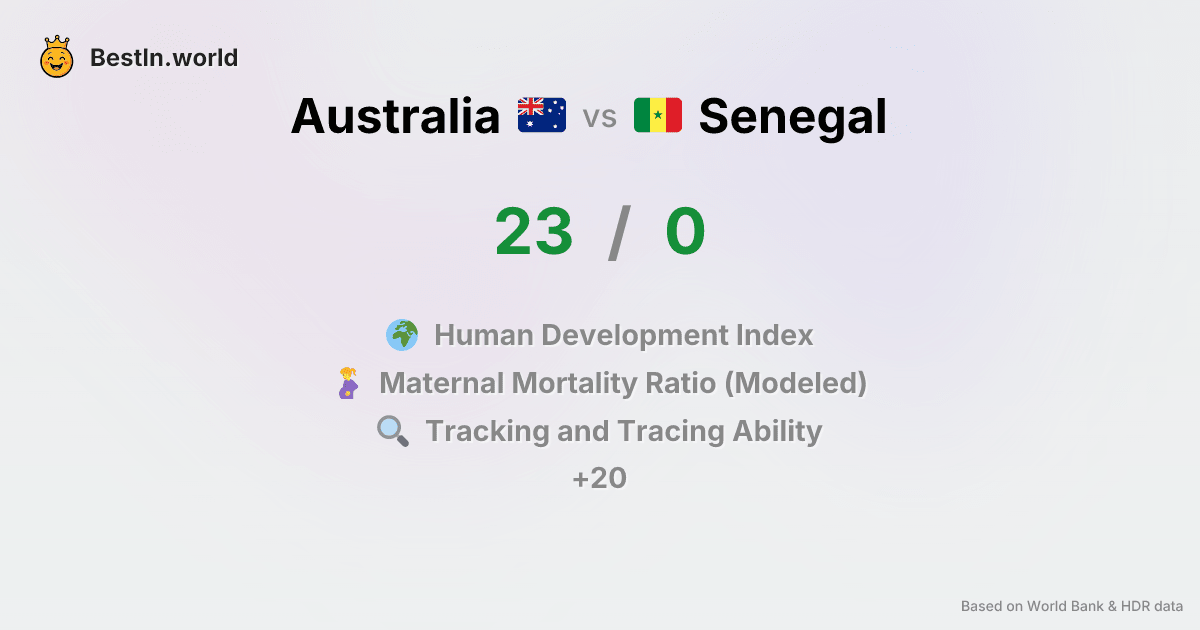 BestIn.world
Australia vs Senegal
23 / 0
Human Development Index
Maternal Mortality Ratio (Modeled)
Tracking and Tracing Ability
+20
Based on World Bank & HDR data